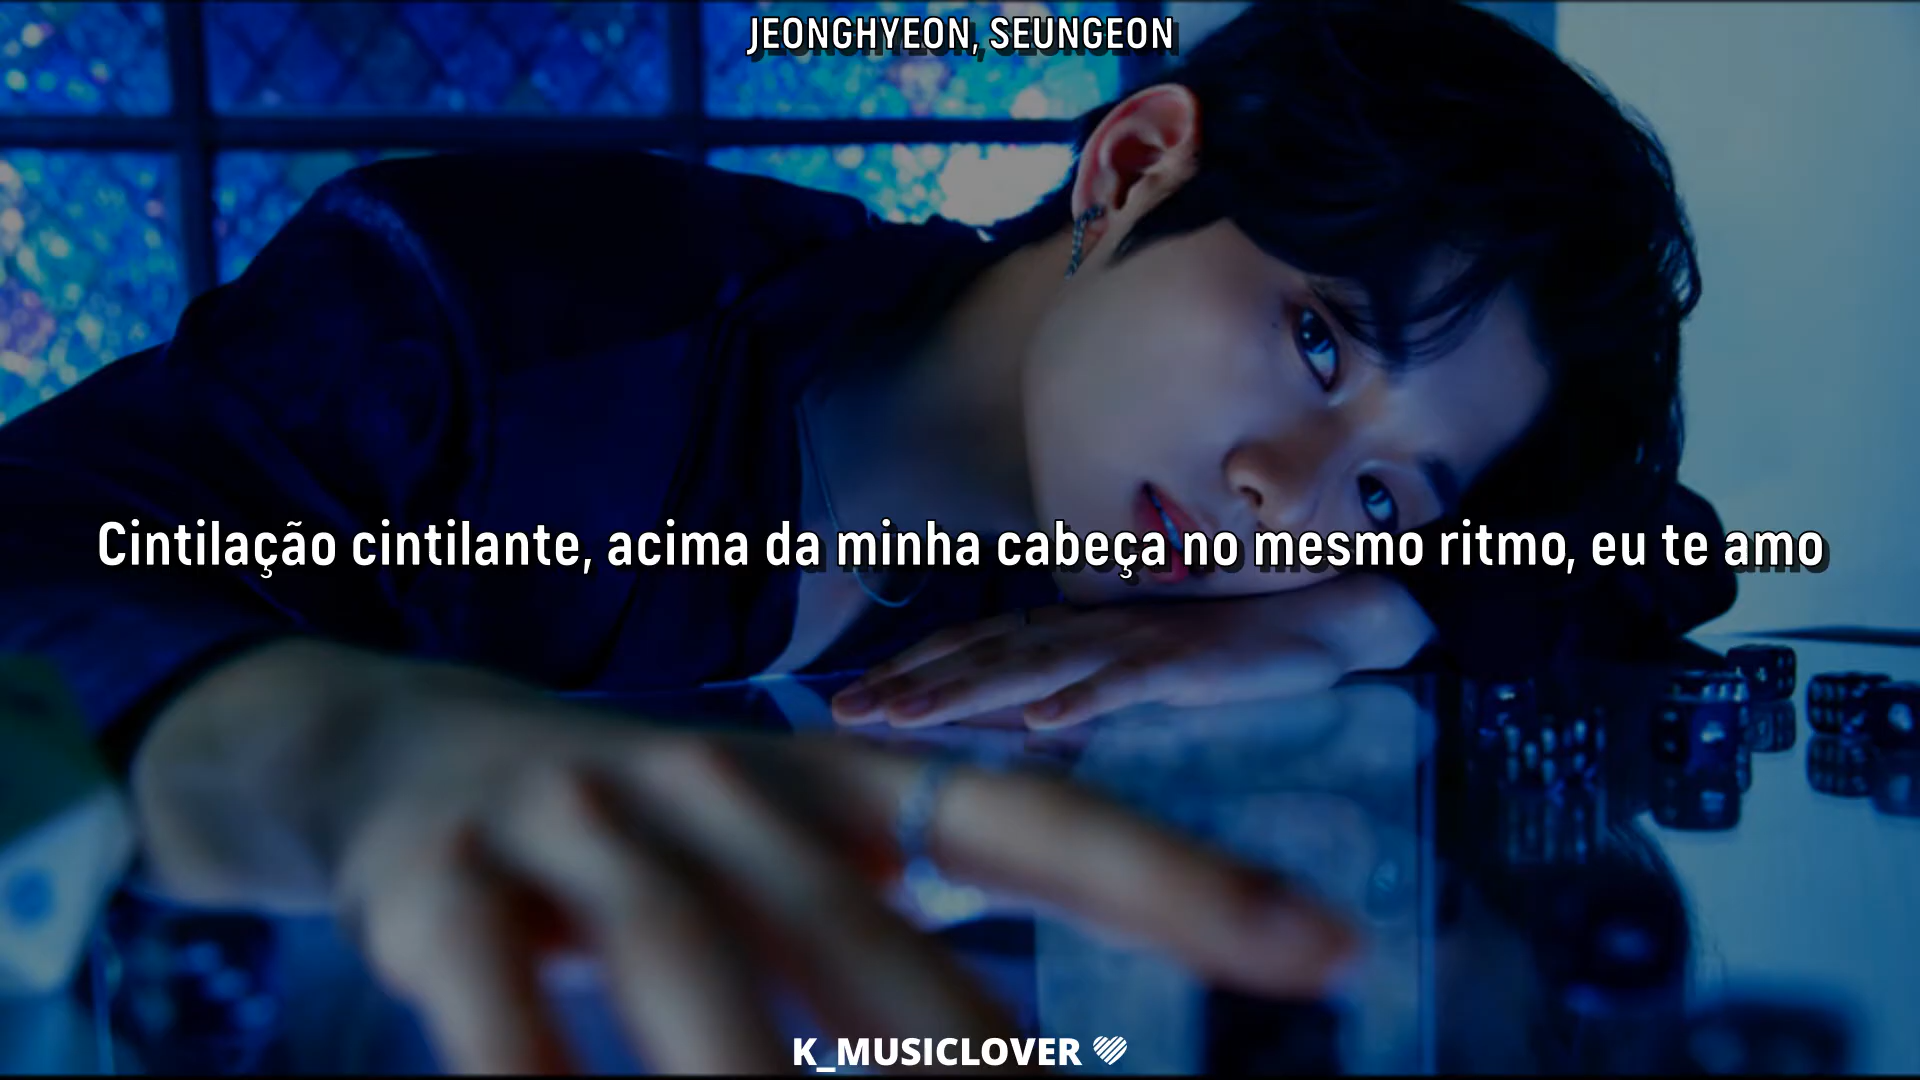 JEONGHYEON, SEUNGEON
Cintilação cintilante, acima da minha cabeça no mesmo ritmo, eu te amo
K_MUSICLOVER